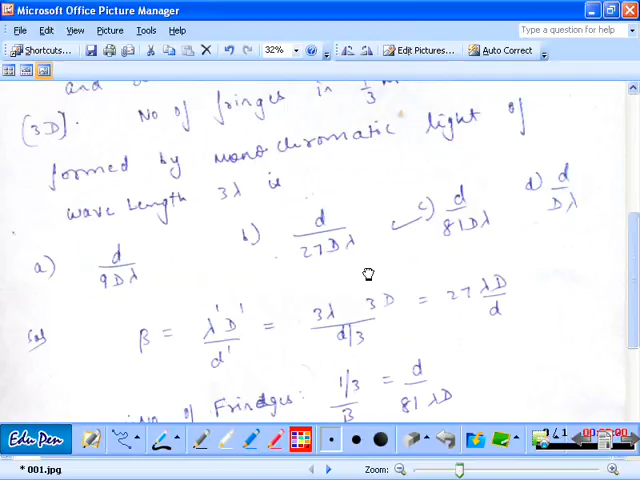 Microsoft Office Picture Manager
File Edit View Picture Tools Help
Type a question for help
Shortcuts... 32% Edit Pictures... Auto Correct
and
[3D]. No of fringes in 1/3 m
formed by monochromatic light of
wave length 3λ is
a) d/9Dλ b) d/27Dλ c) d/81Dλ d) d/Dλ
Sol β = λ'D'/d' = 3λ 3D/d/3 = 27 λD/d
No of Fringes: 1/3/β = d/81 λD
Edu Pen
*001.jpg Zoom: